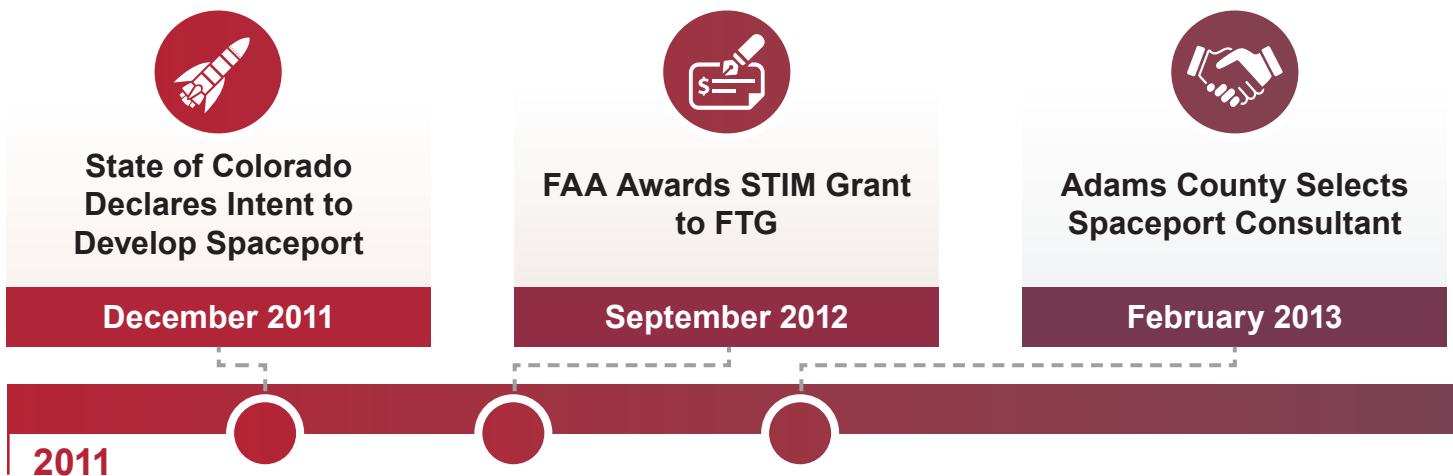 State of Colorado
Declares Intent to
Develop Spaceport
December 2011
$
FAA Awards STIM Grant
to FTG
September 2012
Adams County Selects
Spaceport Consultant
February 2013
2011